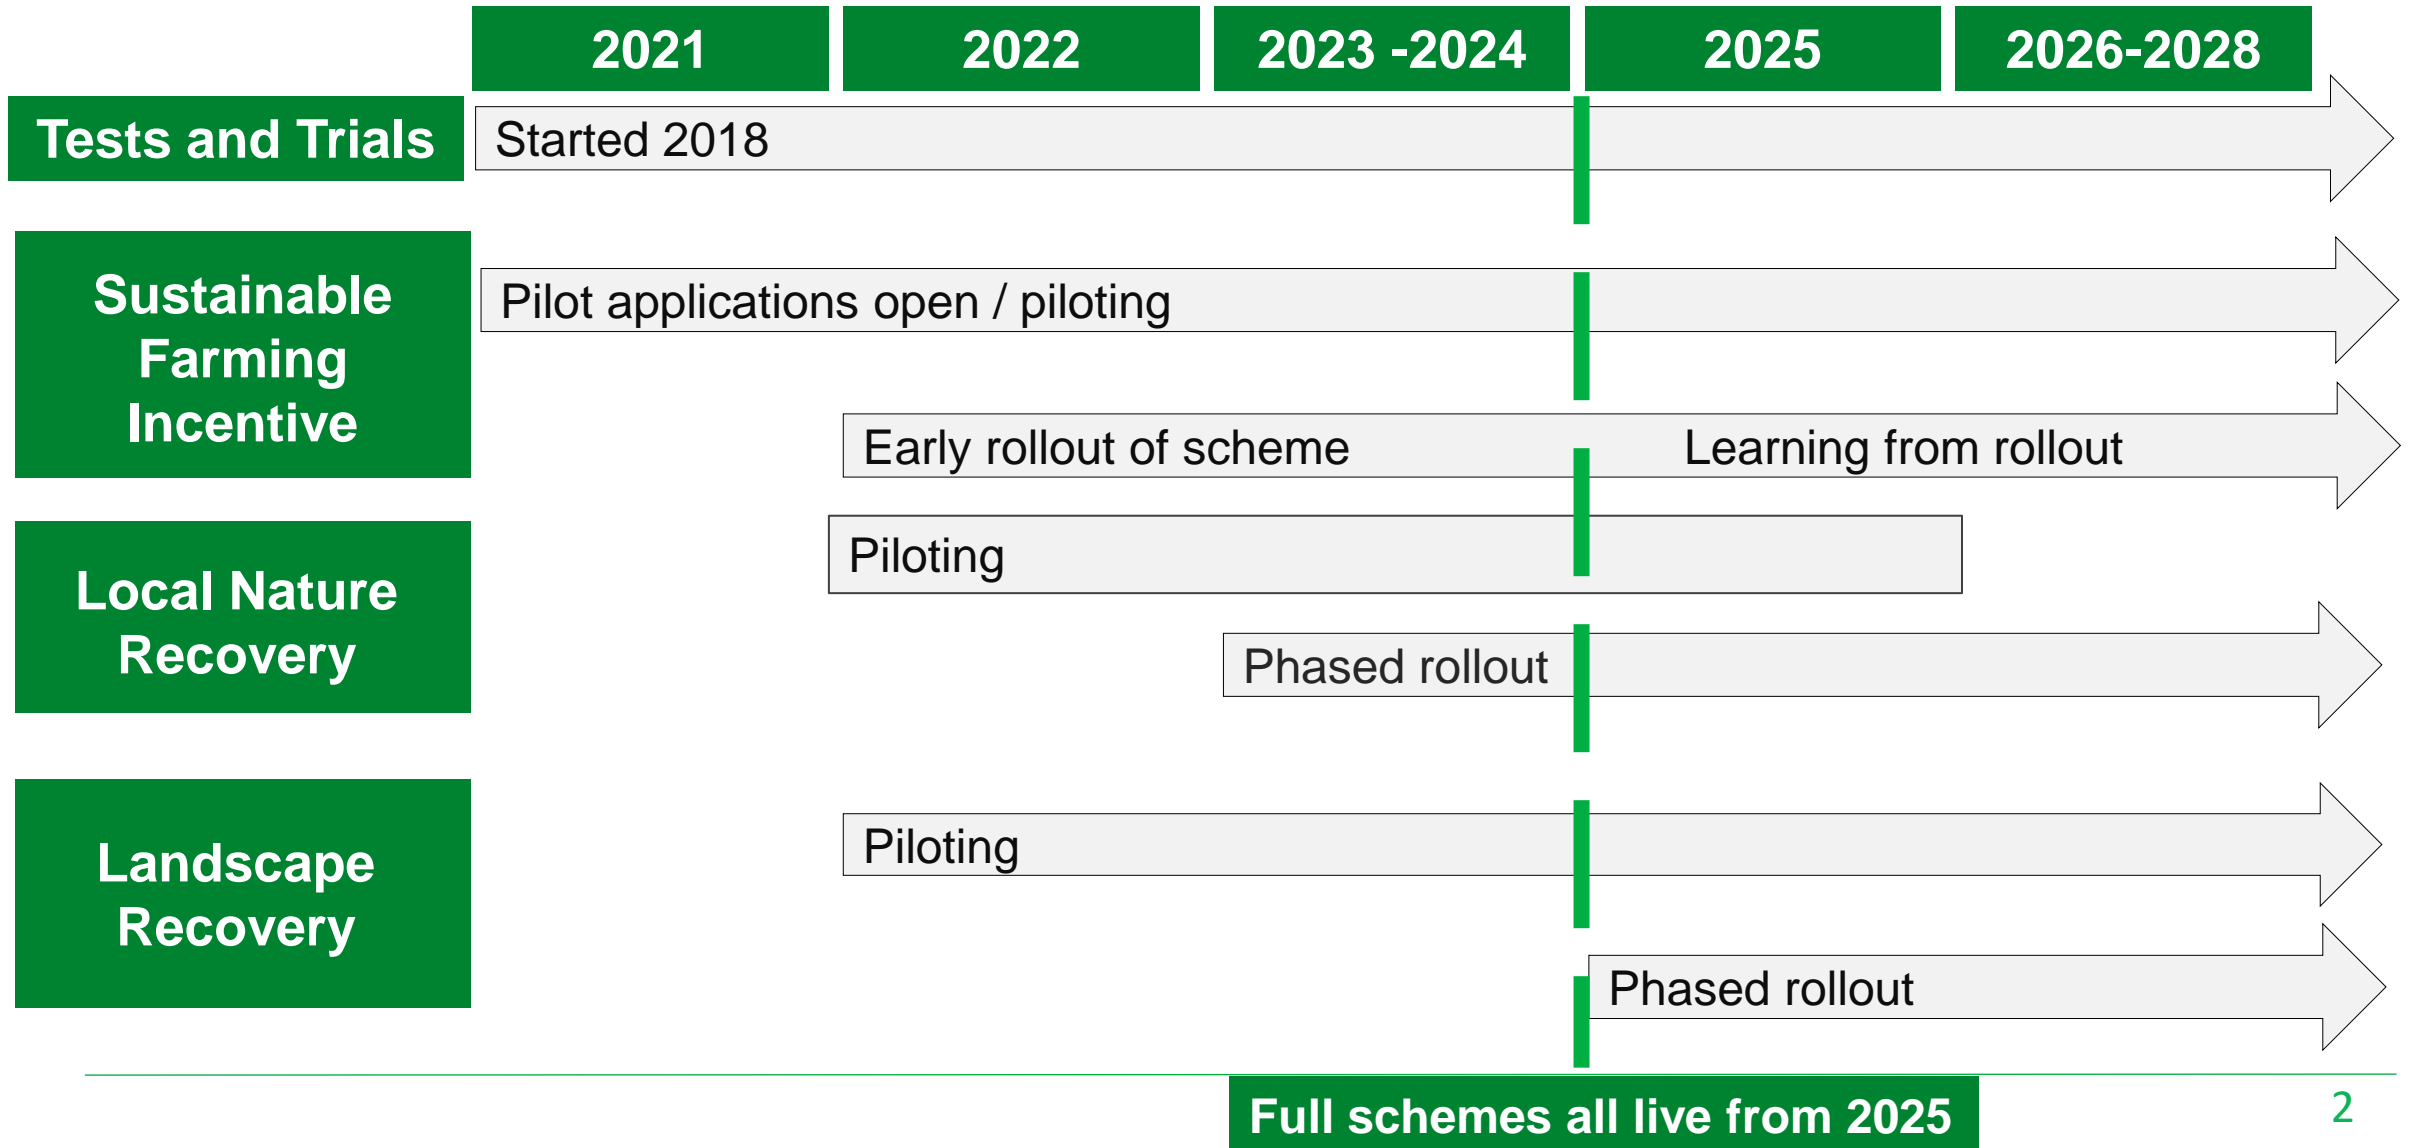 2021
2022
2023 -2024
2025
2026-2028
Tests and Trials
Started 2018
Sustainable
Farming
Incentive
Pilot applications open / piloting
Early rollout of scheme
Learning from rollout
Local Nature
Recovery
Piloting
Phased rollout
Landscape
Recovery
Piloting
Phased rollout
Full schemes all live from 2025
2